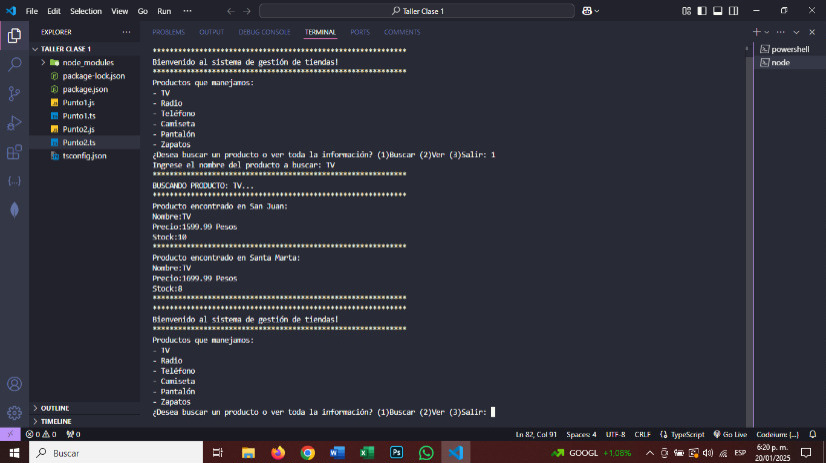 File Edit Selection View Go Run ···
Taller Clase 1
EXPLORER ···
TALLER CLASE 1
node_modules
package-lock.json
package.json
JS Punto1.js
TS Punto1.ts
JS Punto2.js
TS Punto2.ts
tsconfig.json
OUTLINE
TIMELINE
PROBLEMS OUTPUT DEBUG CONSOLE TERMINAL PORTS COMMENTS
powershell
node
************************************************************
Bienvenido al sistema de gestión de tiendas!
************************************************************
Productos que manejamos:
- TV
- Radio
- Teléfono
- Camiseta
- Pantalón
- Zapatos
¿Desea buscar un producto o ver toda la información? (1)Buscar (2)Ver (3)Salir: 1
Ingrese el nombre del producto a buscar: TV
************************************************************
BUSCANDO PRODUCTO: TV...
************************************************************
Producto encontrado en San Juan:
Nombre:TV
Precio:1599.99 Pesos
Stock:10
************************************************************
Producto encontrado en Santa Marta:
Nombre:TV
Precio:1699.99 Pesos
Stock:8
************************************************************
************************************************************
Bienvenido al sistema de gestión de tiendas!
************************************************************
Productos que manejamos:
- TV
- Radio
- Teléfono
- Camiseta
- Pantalón
- Zapatos
¿Desea buscar un producto o ver toda la información? (1)Buscar (2)Ver (3)Salir:
0 0 0 Ln 82, Col 91 Spaces: 4 UTF-8 CRLF {} TypeScript Go Live Codeium: {...}
Buscar
GOOGL +1,08% ESP
6:20 p. m.
20/01/2025